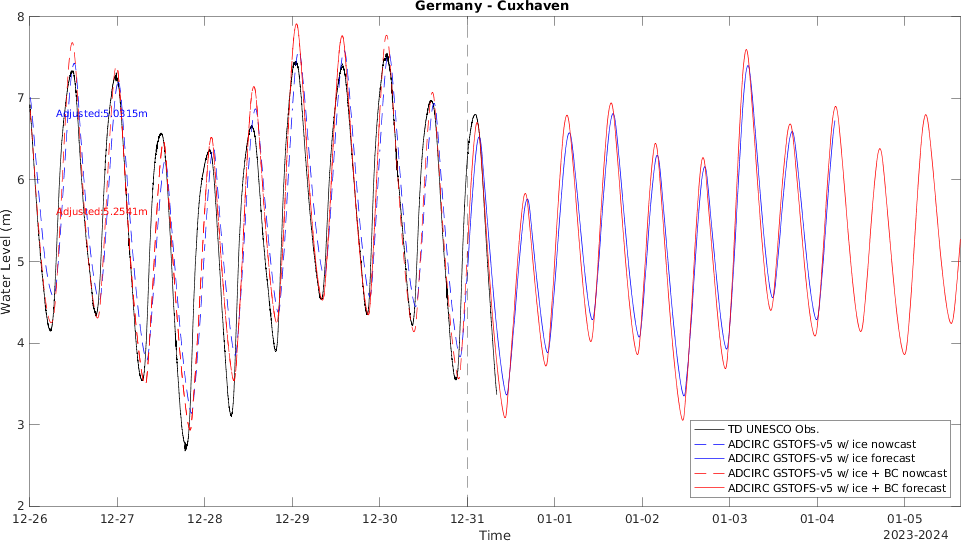 Germany - Cuxhaven
8
7
6
5
4
3
2
Water Level (m)
Adjusted:5.0315m
Adjusted:5.2541m
TD UNESCO Obs.
ADCIRC GSTOFS-v5 w/ ice nowcast
ADCIRC GSTOFS-v5 w/ ice forecast
ADCIRC GSTOFS-v5 w/ ice + BC nowcast
ADCIRC GSTOFS-v5 w/ ice + BC forecast
12-26 12-27 12-28 12-29 12-30 12-31 01-01 01-02 01-03 01-04 01-05
Time
2023-2024